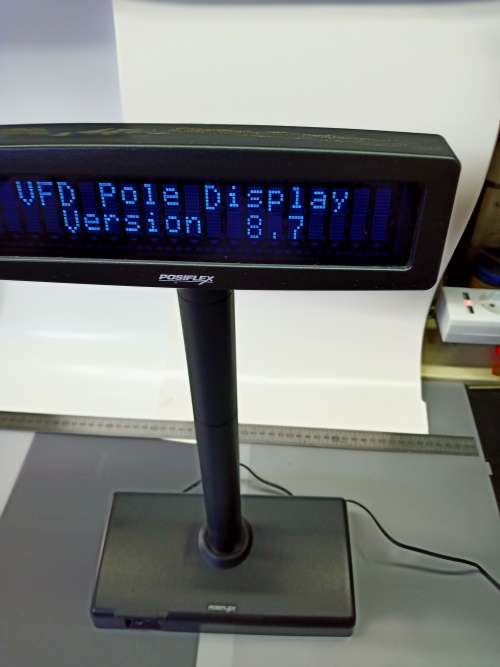 VFD Pole Display
Version 8.7
POSIFLEX
POSIFLEX